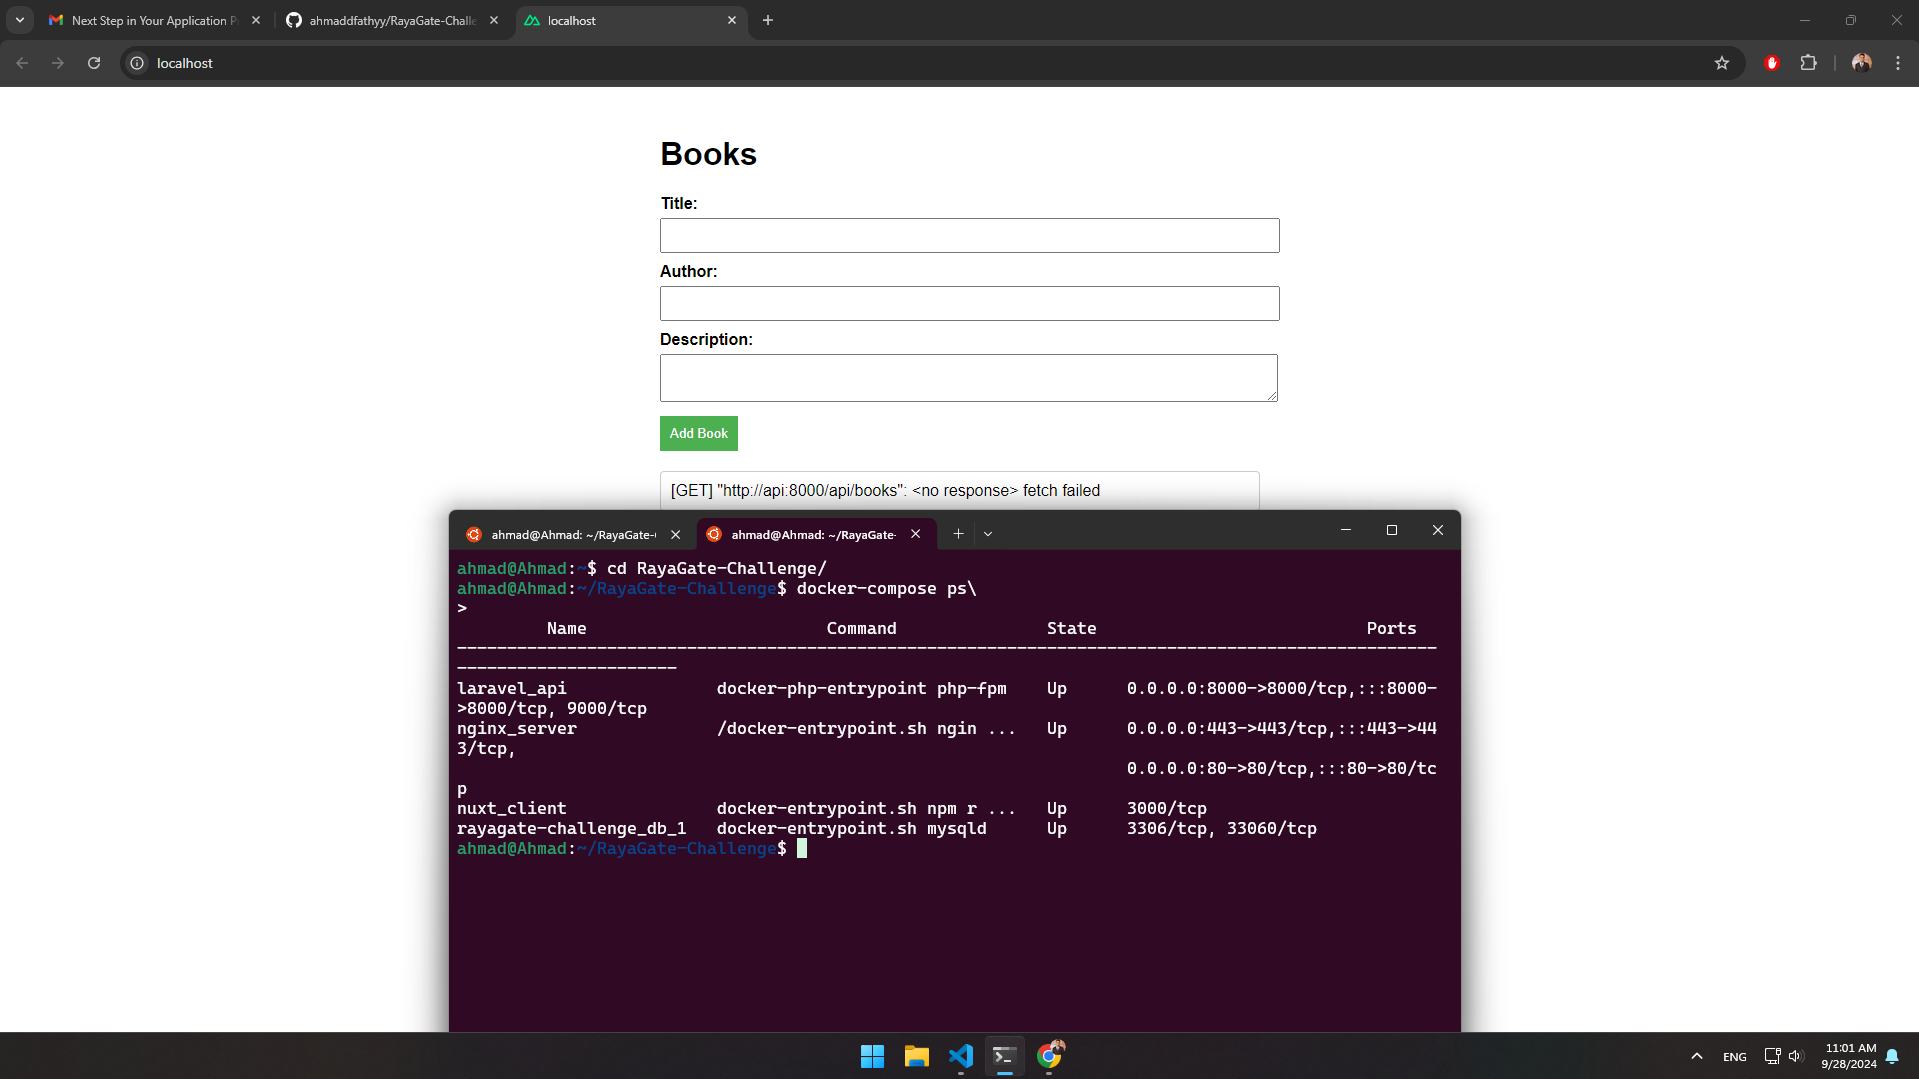 Next Step in Your Application P
ahmaddfathyy/RayaGate-Challe
localhost
localhost
Books
Title:
Author:
Description:
Add Book
[GET] "http://api:8000/api/books": <no response> fetch failed
ahmad@Ahmad: ~/RayaGate-
ahmad@Ahmad: ~/RayaGate-
ahmad@Ahmad:~$ cd RayaGate-Challenge/
ahmad@Ahmad:~/RayaGate-Challenge$ docker-compose ps\
>
Name Command State Ports
--------------------------------------------------------------------------------------------------
----------------------
laravel_api docker-php-entrypoint php-fpm Up 0.0.0.0:8000->8000/tcp,:::8000-
>8000/tcp, 9000/tcp
nginx_server /docker-entrypoint.sh ngin ... Up 0.0.0.0:443->443/tcp,:::443->44
3/tcp,
0.0.0.0:80->80/tcp,:::80->80/tc
p
nuxt_client docker-entrypoint.sh npm r ... Up 3000/tcp
rayagate-challenge_db_1 docker-entrypoint.sh mysqld Up 3306/tcp, 33060/tcp
ahmad@Ahmad:~/RayaGate-Challenge$
ENG
11:01 AM
9/28/2024